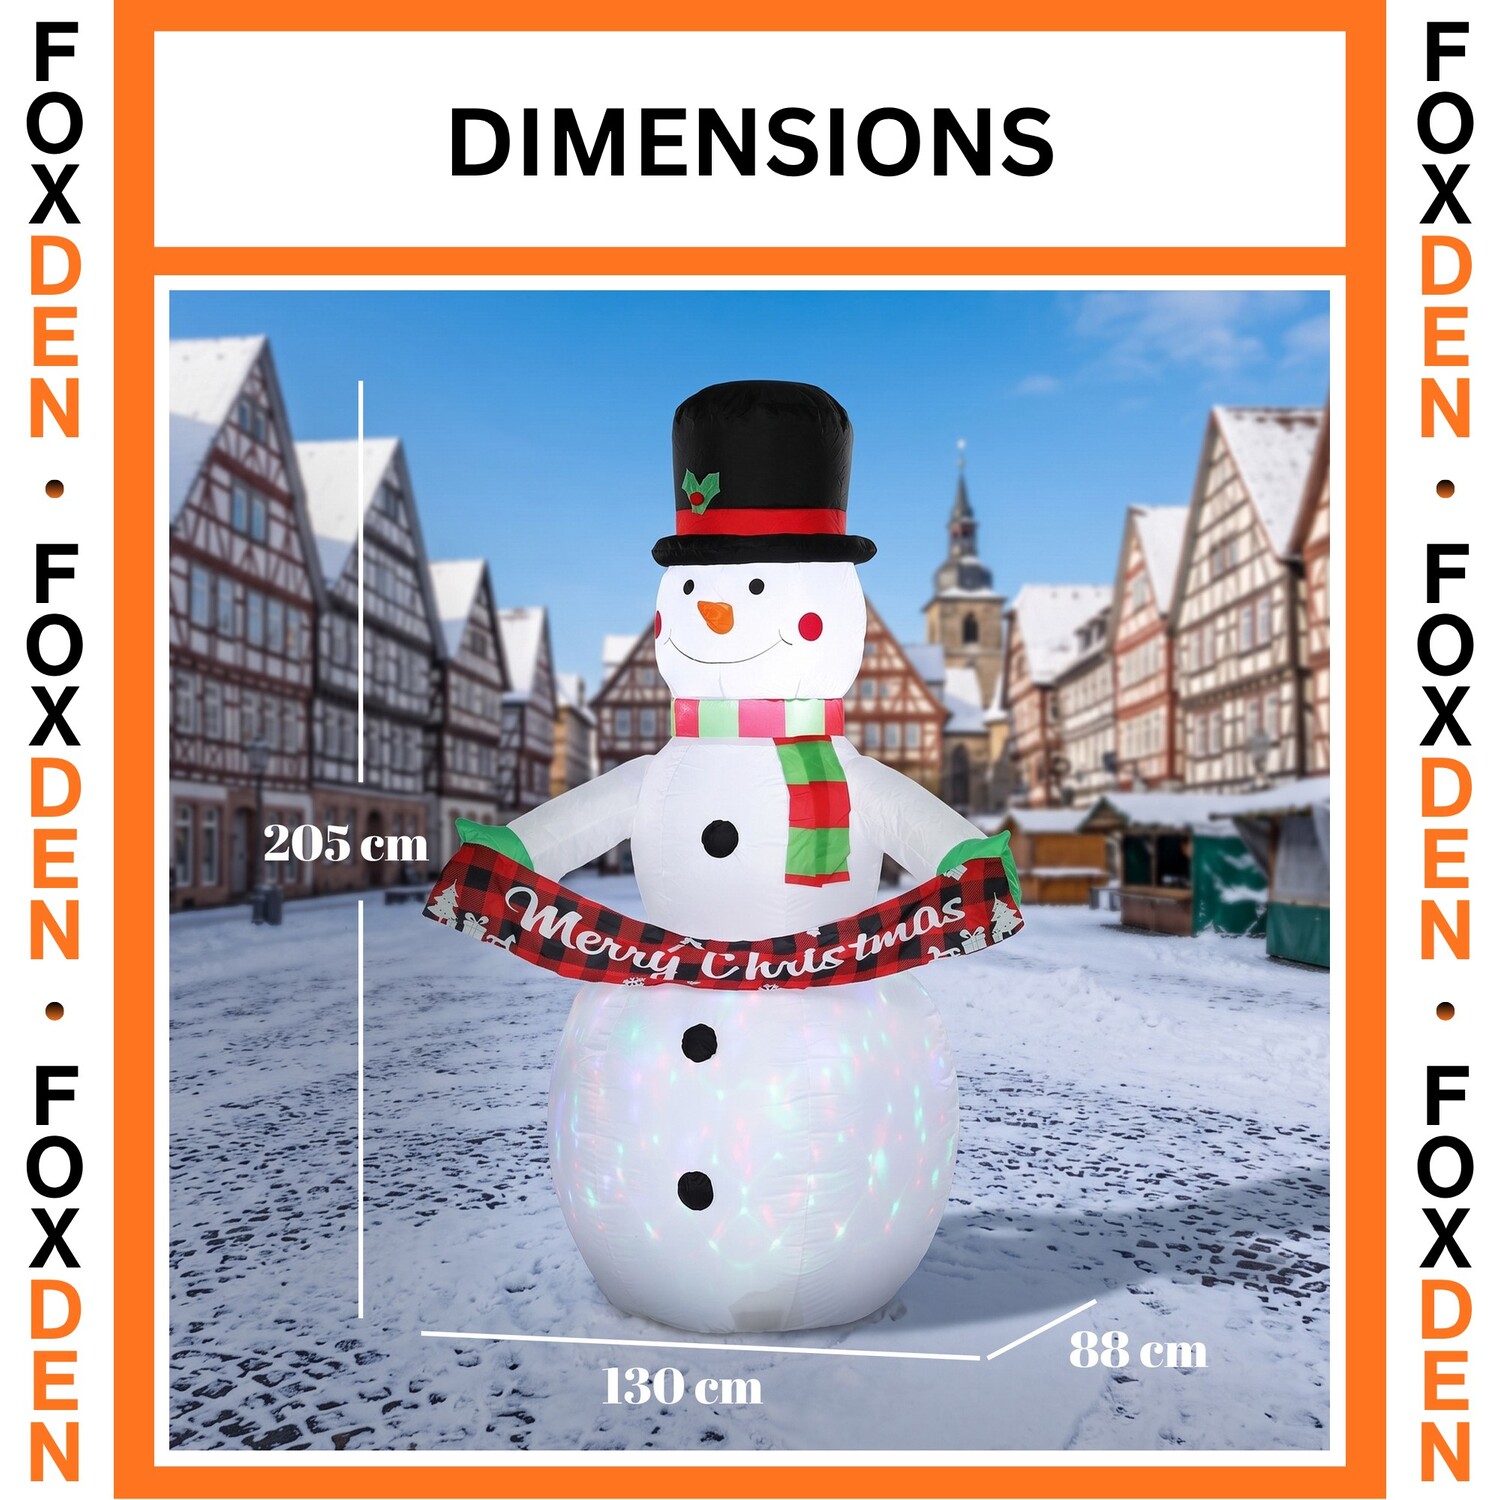 FOXDEN • FOXDEN • FOXDEN
DIMENSIONS
205 cm
Merry Christmas
130 cm
88 cm
FOXDEN • FOXDEN • FOXDEN